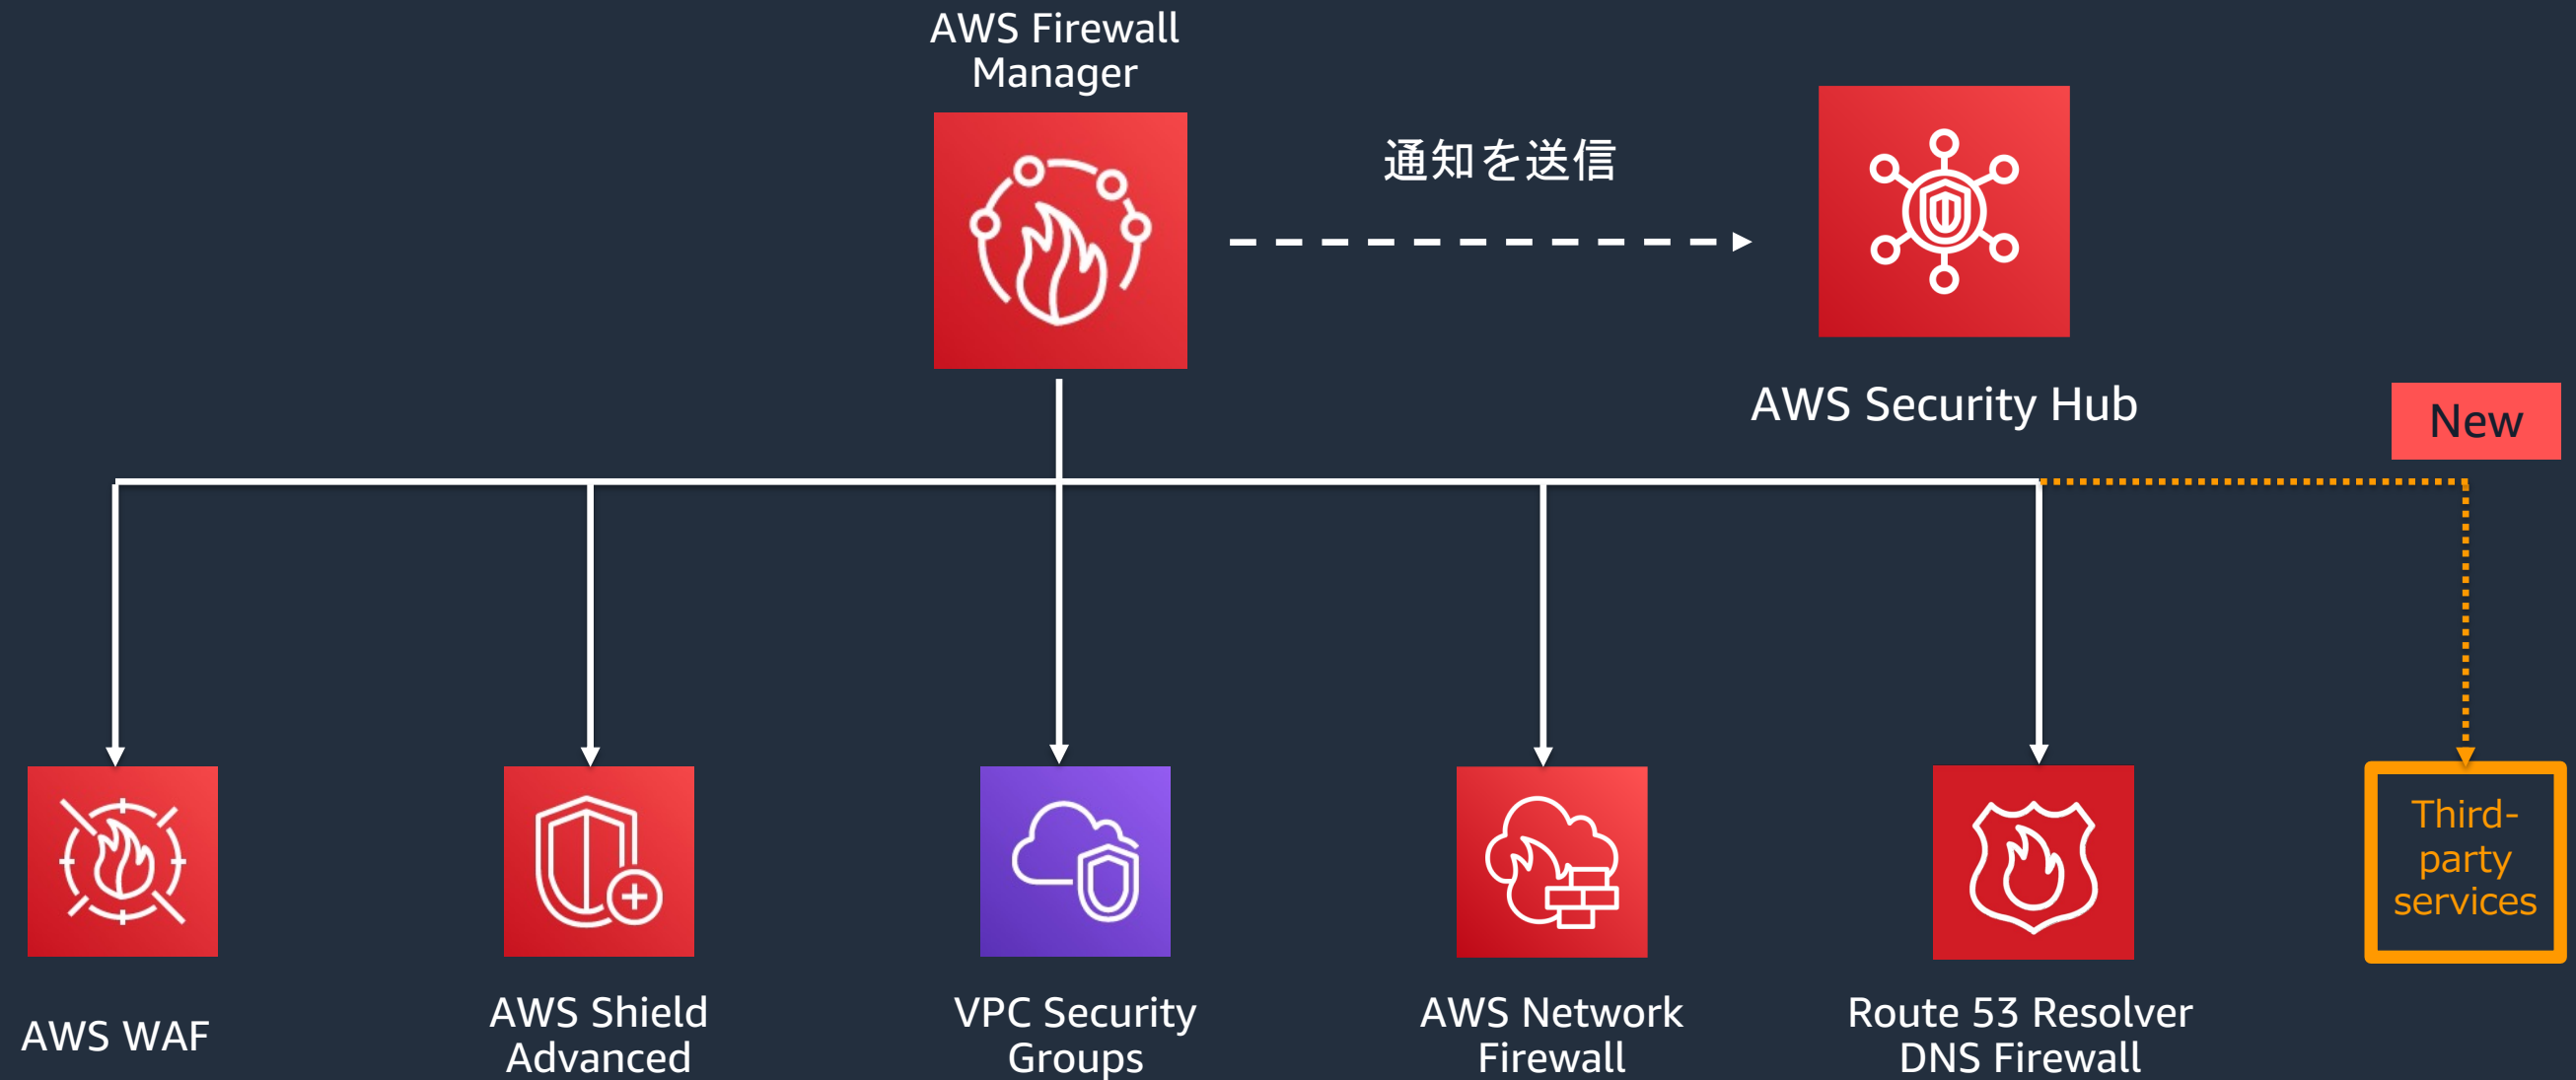 AWS Firewall
Manager
通知を送信
AWS Security Hub
New
Third-
party
services
AWS WAF
AWS Shield
Advanced
VPC Security
Groups
AWS Network
Firewall
Route 53 Resolver
DNS Firewall